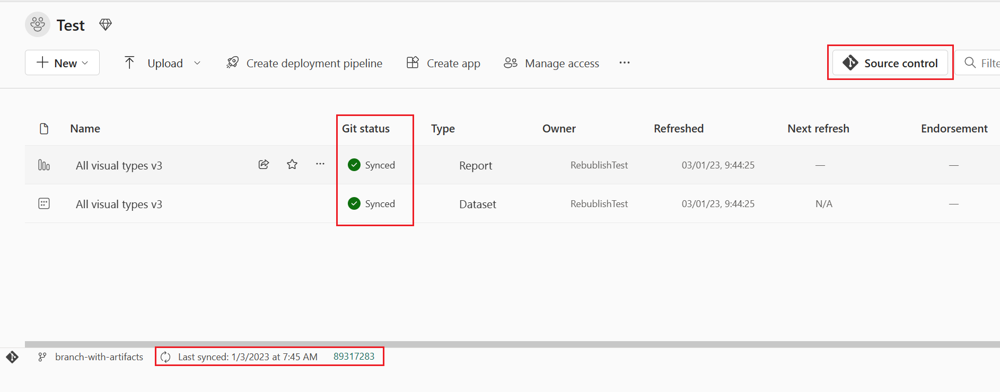 Test
New Upload Create deployment pipeline Create app Manage access ... Source control Filte
Name Git status Type Owner Refreshed Next refresh Endorsement
All visual types v3 ... Synced Report RebublishTest 03/01/23, 9:44:25 — —
All visual types v3 Synced Dataset RebublishTest 03/01/23, 9:44:25 N/A —
branch-with-artifacts Last synced: 1/3/2023 at 7:45 AM 89317283